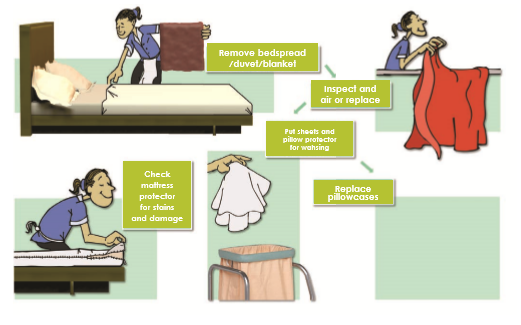 Remove bedspread
/duvet/blanket
Inspect and
air or replace
Put sheets and
pillow protector
for wahsing
Check
mattress
protector
for stains
and damage
Replace
pillowcases